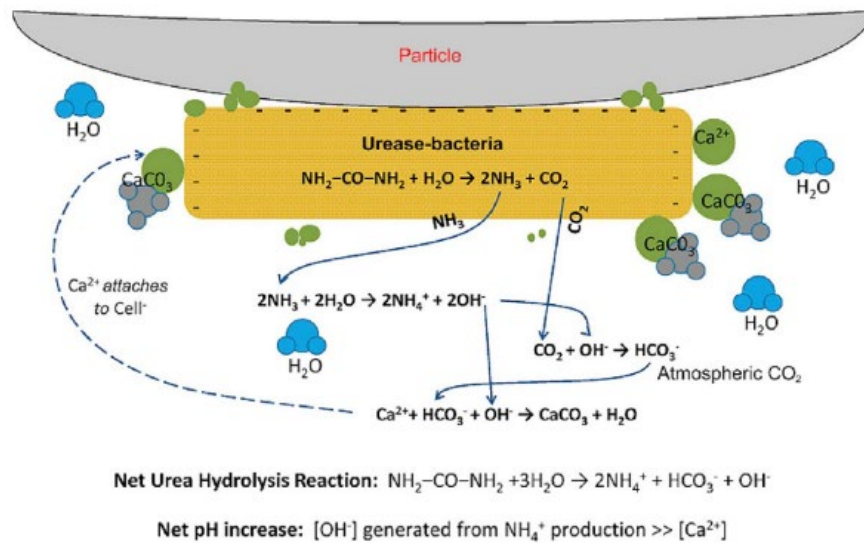 Particle
H₂O
Urease-bacteria
Ca²⁺
H₂O
NH₂–CO–NH₂ + H₂O → 2NH₃ + CO₂
CaC0₃
CaCO₃
NH₃
CO₂
CaCO₃
Ca²⁺ attaches
to Cell⁻
2NH₃ + 2H₂O → 2NH₄⁺ + 2OH⁻
H₂O
H₂O
CO₂ + OH⁻ → HCO₃⁻
Atmospheric CO₂
Ca²⁺ + HCO₃⁻ + OH⁻ → CaCO₃ + H₂O
Net Urea Hydrolysis Reaction: NH₂–CO–NH₂ +3H₂O → 2NH₄⁺ + HCO₃⁻ + OH⁻
Net pH increase: [OH⁻] generated from NH₄⁺ production >> [Ca²⁺]